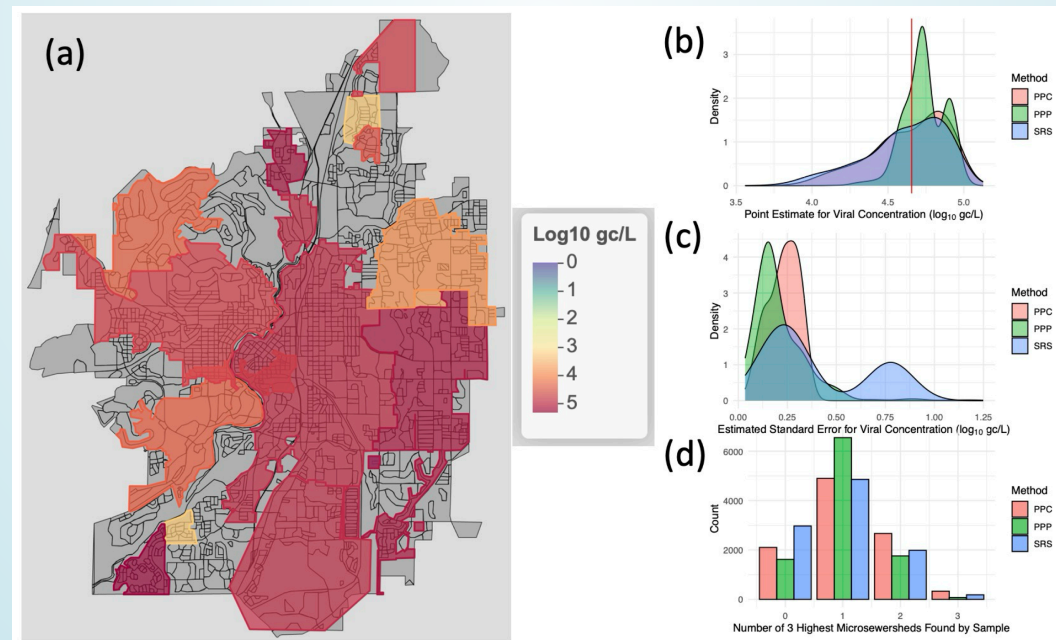 (a)
Log10 gc/L
0
1
2
3
4
5
(b)
Density
3
2
1
0
3.5
4.5
5.0
Point Estimate for Viral Concentration (log₁₀ gc/L)
Method
PPC
PPP
SRS
(c)
Density
4
3
2
1
0
0.00
0.25
0.50
0.75
1.00
1.25
Estimated Standard Error for Viral Concentration (log₁₀ gc/L)
Method
PPC
PPP
SRS
(d)
Count
6000
4000
2000
0
0
1
2
3
Number of 3 Highest Microsewersheds Found by Sample
Method
PPC
PPP
SRS